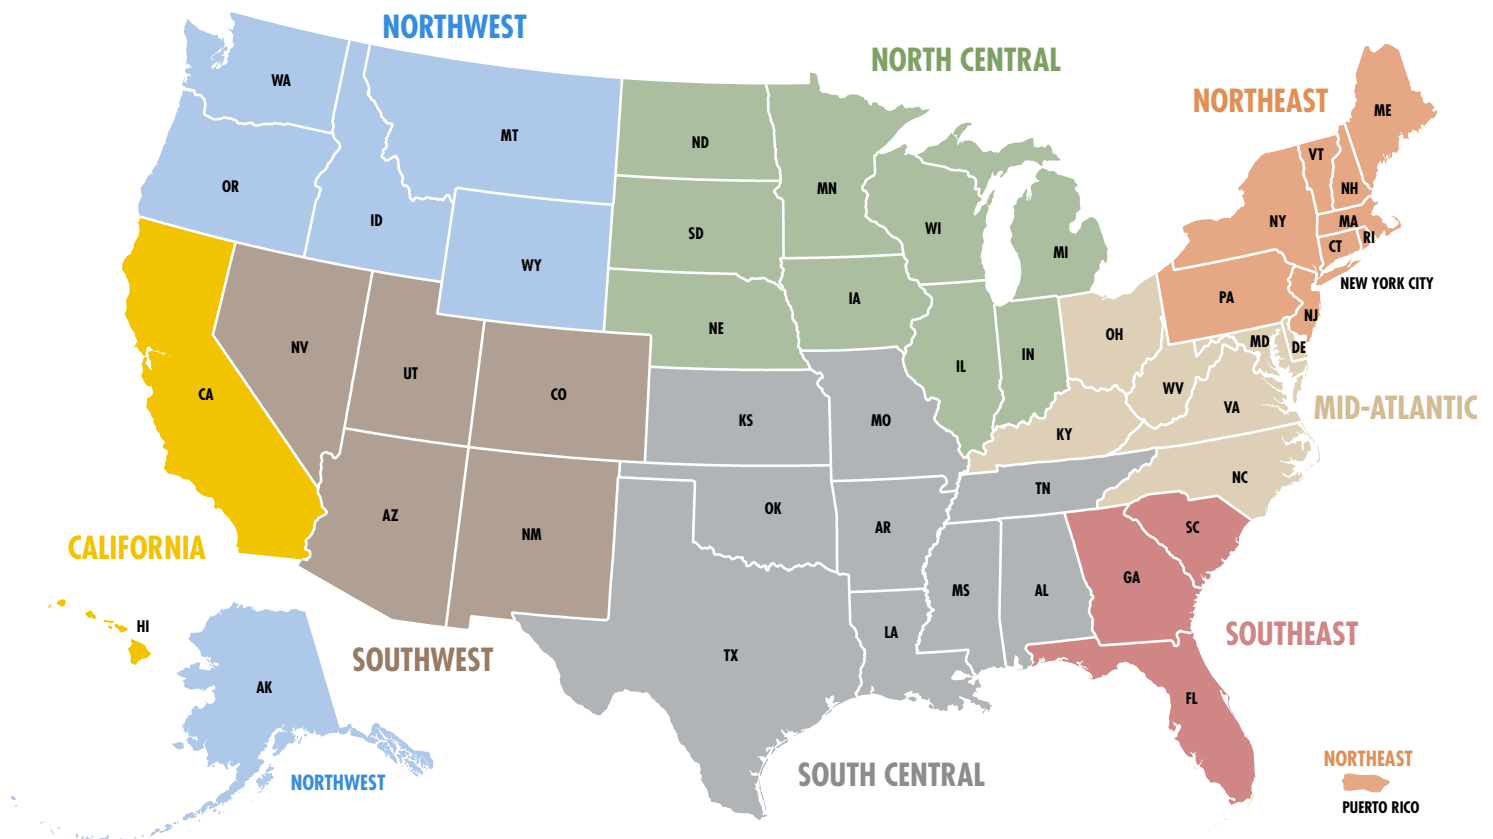 NORTHWEST
NORTH CENTRAL
NORTHEAST
WA
MT
ND
ME
OR
ID
MN
VT
NH
SD
WI
NY
MA
CT
RI
WY
MI
NEW YORK CITY
IA
PA
NE
NJ
NV
OH
MD
DE
UT
IL
IN
CA
CO
WV
VA
MID-ATLANTIC
KS
MO
KY
NC
TN
AZ
OK
AR
SC
NM
CALIFORNIA
GA
MS
AL
HI
LA
SOUTHEAST
SOUTHWEST
TX
AK
FL
NORTHWEST
SOUTH CENTRAL
NORTHEAST
PUERTO RICO